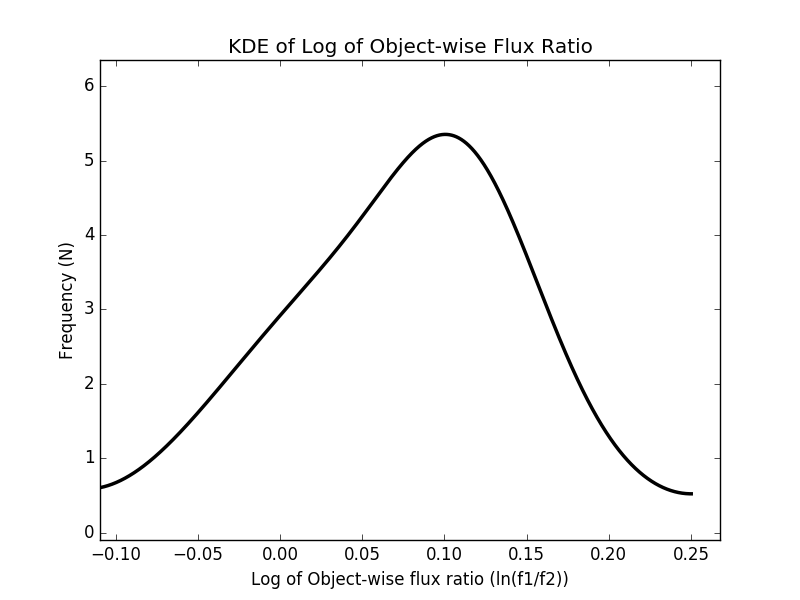 KDE of Log of Object-wise Flux Ratio
6
5
4
3
2
1
0
Frequency (N)
−0.10 −0.05 0.00 0.05 0.10 0.15 0.20 0.25
Log of Object-wise flux ratio (ln(f1/f2))